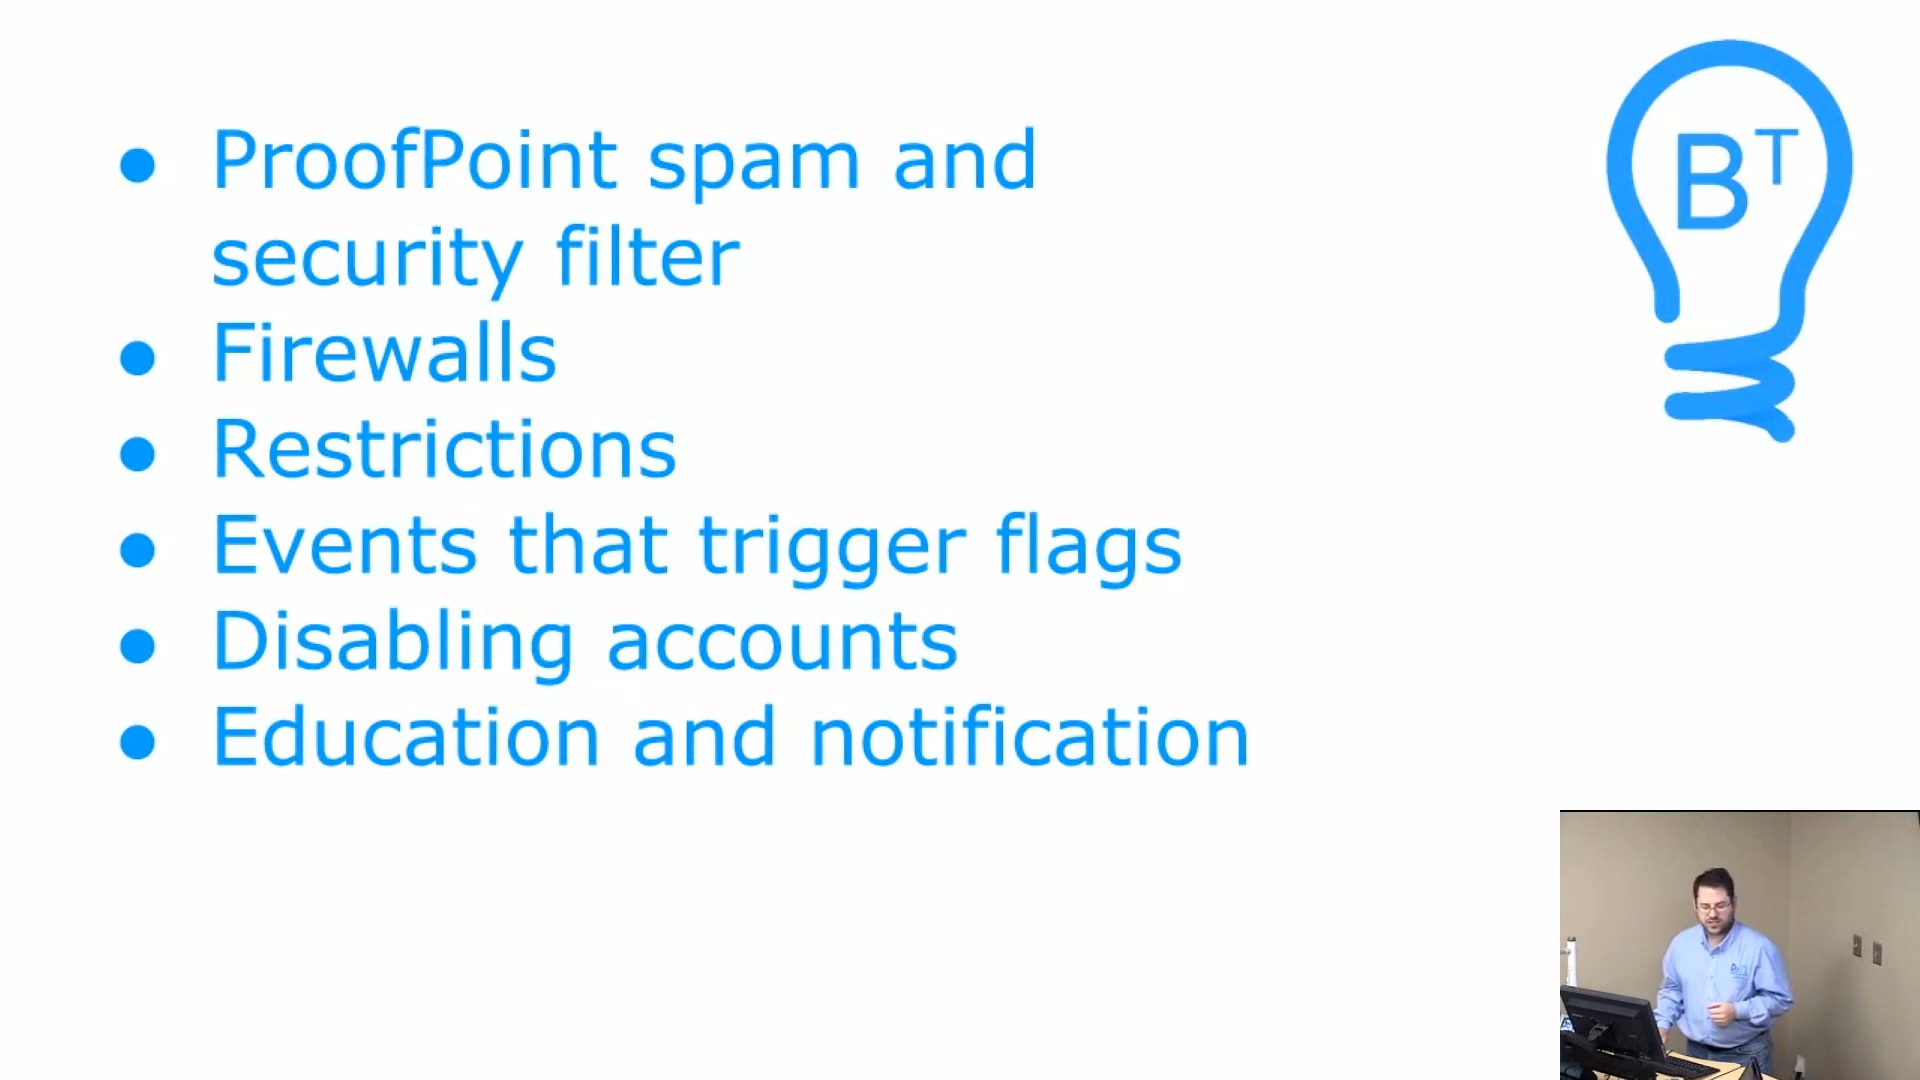 BT
● ProofPoint spam and
security filter
● Firewalls
● Restrictions
● Events that trigger flags
● Disabling accounts
● Education and notification